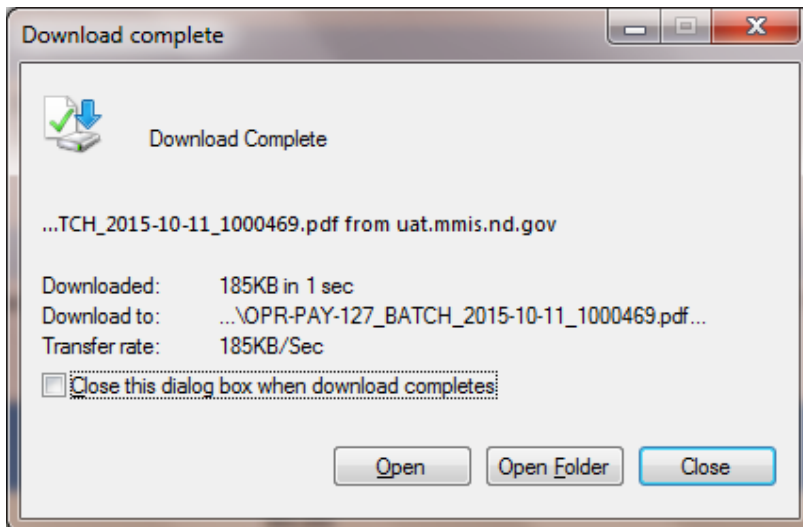 Download complete
Download Complete
...TCH_2015-10-11_1000469.pdf from uat.mmis.nd.gov
Downloaded: 185KB in 1 sec
Download to: ...\OPR-PAY-127_BATCH_2015-10-11_1000469.pdf...
Transfer rate: 185KB/Sec
Close this dialog box when download completes
Open Open Folder Close